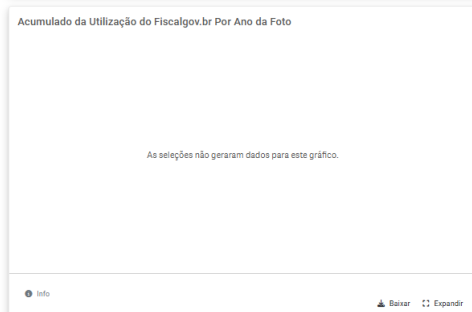 Acumulado da Utilização do Fiscalgov.br Por Ano da Foto
As seleções não geraram dados para este gráfico.
Info
Baixar Expandir